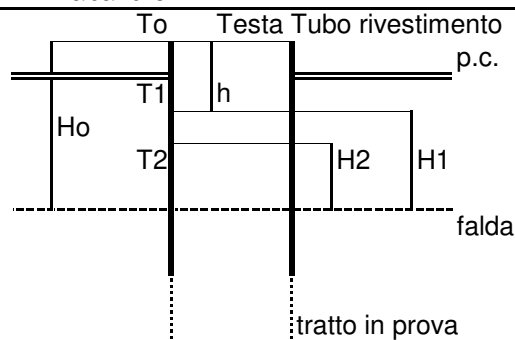 To Testa Tubo rivestimento
p.c.
T1 h
Ho
T2 H2 H1
falda
tratto in prova